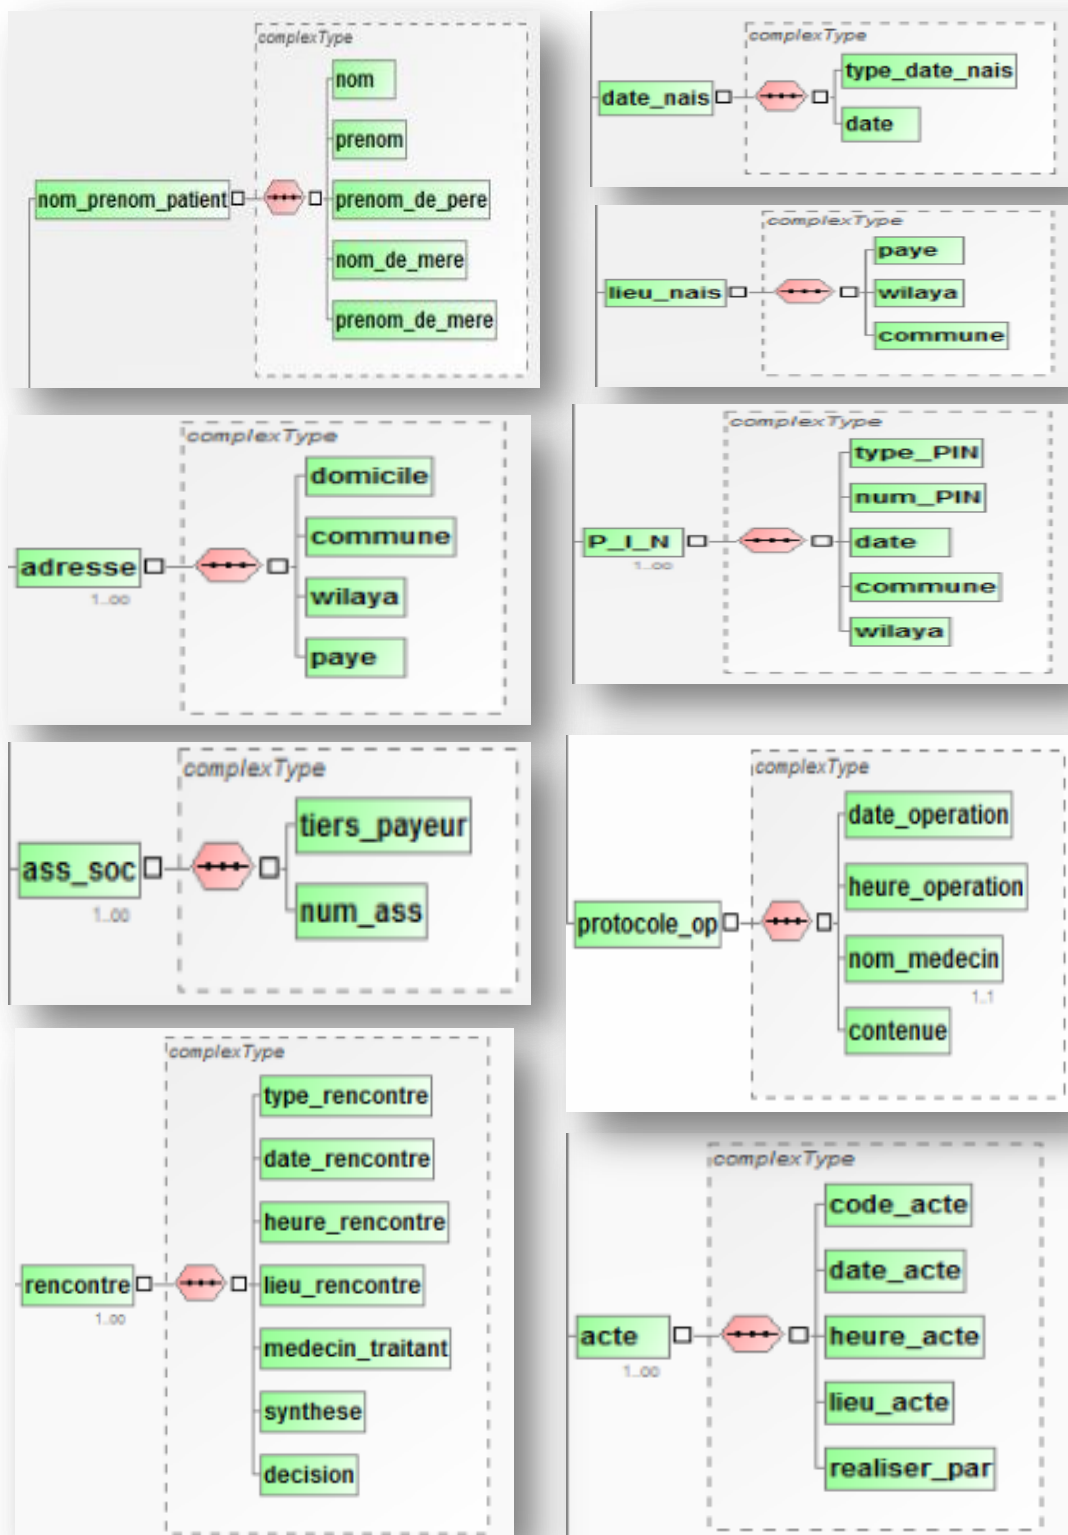 complexType
nom
prenom
nom_prenom_patient
prenom_de_pere
nom_de_mere
prenom_de_mere
complexType
type_date_nais
date_nais
date
complexType
paye
lieu_nais
wilaya
commune
complexType
domicile
commune
adresse
1..∞
wilaya
paye
complexType
type_PIN
num_PIN
P_I_N
1..∞
date
commune
wilaya
complexType
tiers_payeur
ass_soc
1..∞
num_ass
complexType
date_operation
heure_operation
protocole_op
nom_medecin
1..1
contenue
complexType
type_rencontre
date_rencontre
heure_rencontre
rencontre
1..∞
lieu_rencontre
medecin_traitant
synthese
decision
complexType
code_acte
date_acte
acte
1..∞
heure_acte
lieu_acte
realiser_par